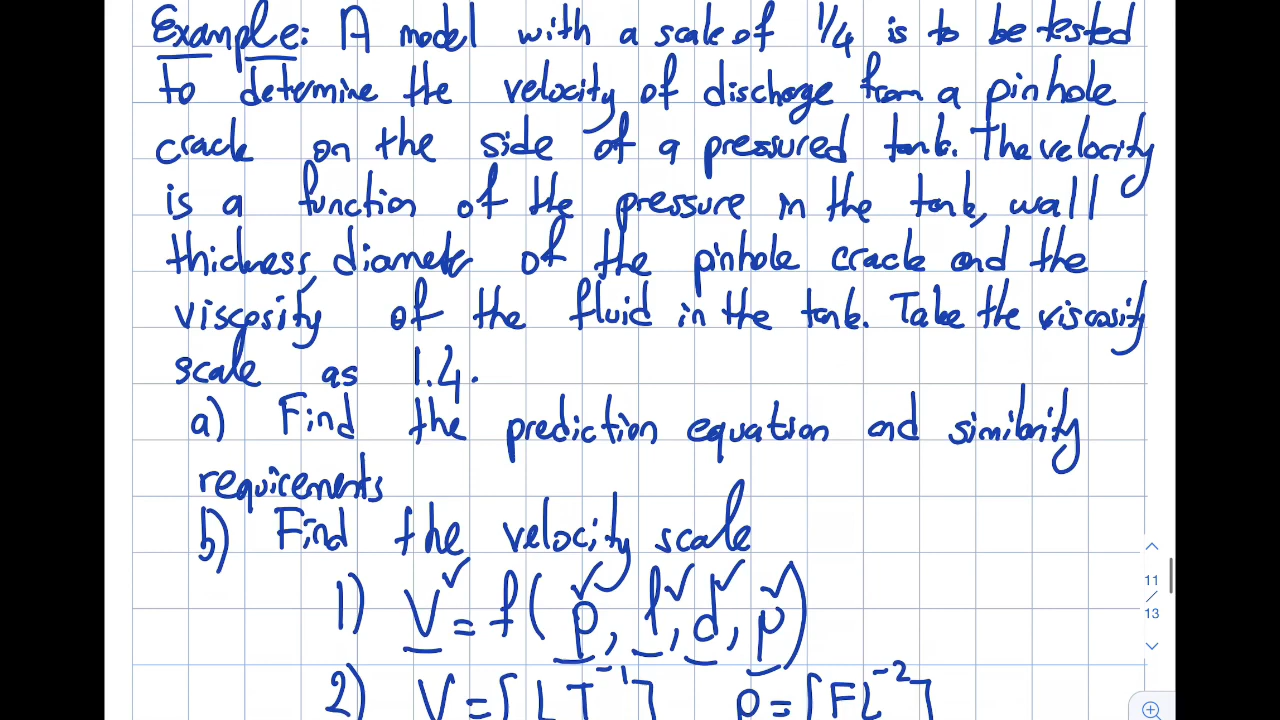 Example: A model with a scale of 1/4 is to be tested
to determine the velocity of discharge from a pinhole
crack on the side of a pressured tank. The velocity
is a function of the pressure in the tank, wall
thickness, diameter of the pinhole crack and the
viscosity of the fluid in the tank. Take the viscosity
scale as 1.4.
a) Find the prediction equation and similarity
requirements
b) Find the velocity scale
1) V = f( p, l, d, μ)
2) V = [LT⁻¹] p = [FL⁻²]
11
/
13